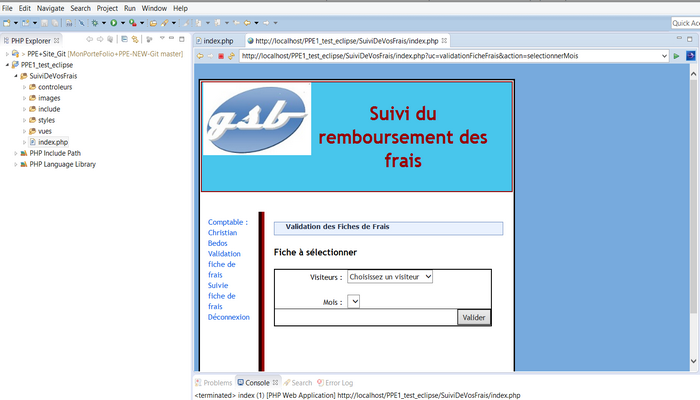 File Edit Navigate Search Project Run Window Help
Quick Acc
PHP Explorer
index.php
http://localhost/PPE1_test_eclipse/SuiviDeVosFrais/index.php
http://localhost/PPE1_test_eclipse/SuiviDeVosFrais/index.php?uc=validationFicheFrais&action=selectionnerMois
> PPE+Site_Git [MonPorteFolio+PPE-NEW-Git master]
PPE1_test_eclipse
SuiviDeVosFrais
controleurs
images
include
styles
vues
index.php
PHP Include Path
PHP Language Library
gsb
Suivi du
remboursement des
frais
Comptable :
Christian
Bedos
Validation
fiche de
frais
Suivie
fiche de
frais
Déconnexion
Validation des Fiches de Frais
Fiche à sélectionner
Visiteurs : Choisissez un visiteur
Mois :
Valider
Problems Console Search Error Log
<terminated> index (1) [PHP Web Application] http://localhost/PPE1_test_eclipse/SuiviDeVosFrais/index.php